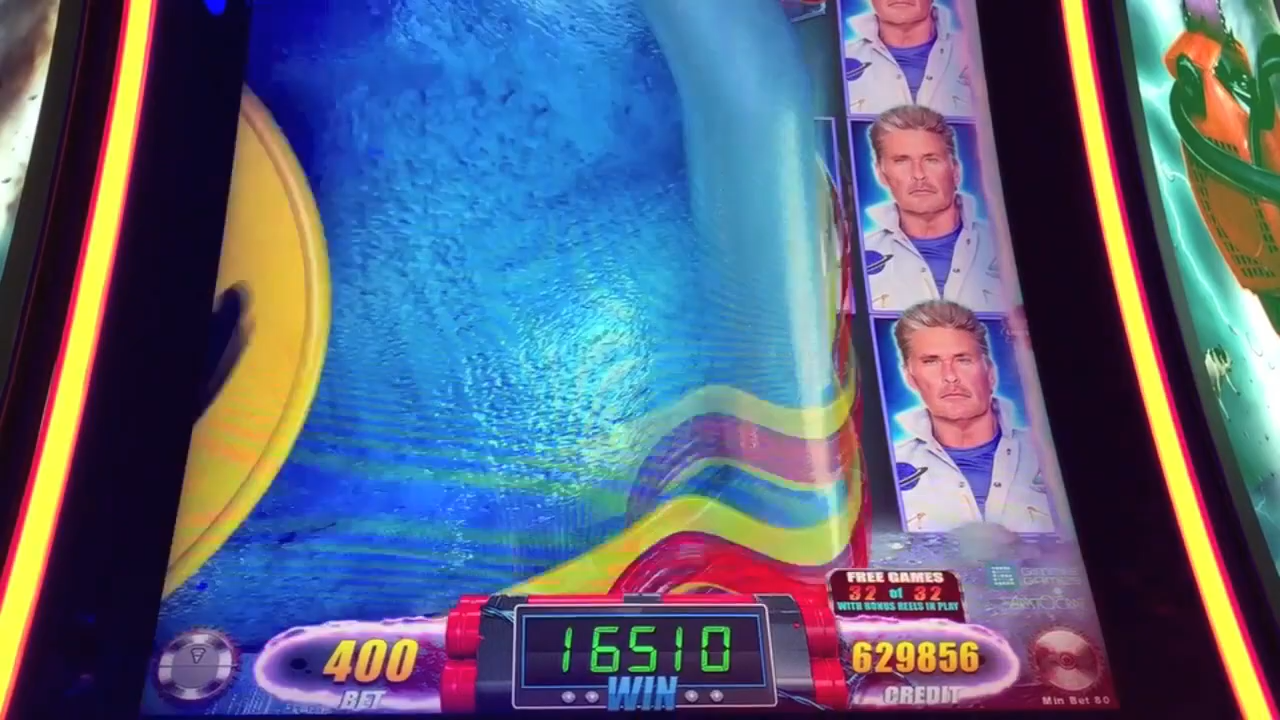 FREE GAMES
32 of 32
WITH BONUS REELS IN PLAY
400
BET
16510
WIN
629856
CREDIT
Min Bet 80